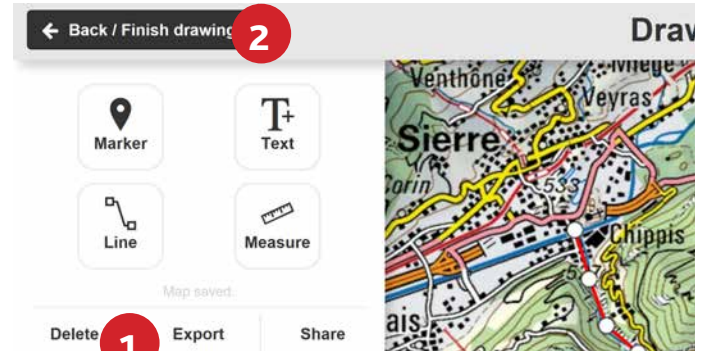 Back / Finish drawing
2
Marker
Text
Line
Measure
Map saved.
Delete
1
Export
Share
Venthône
Veyras
Sierre
533
Chippis